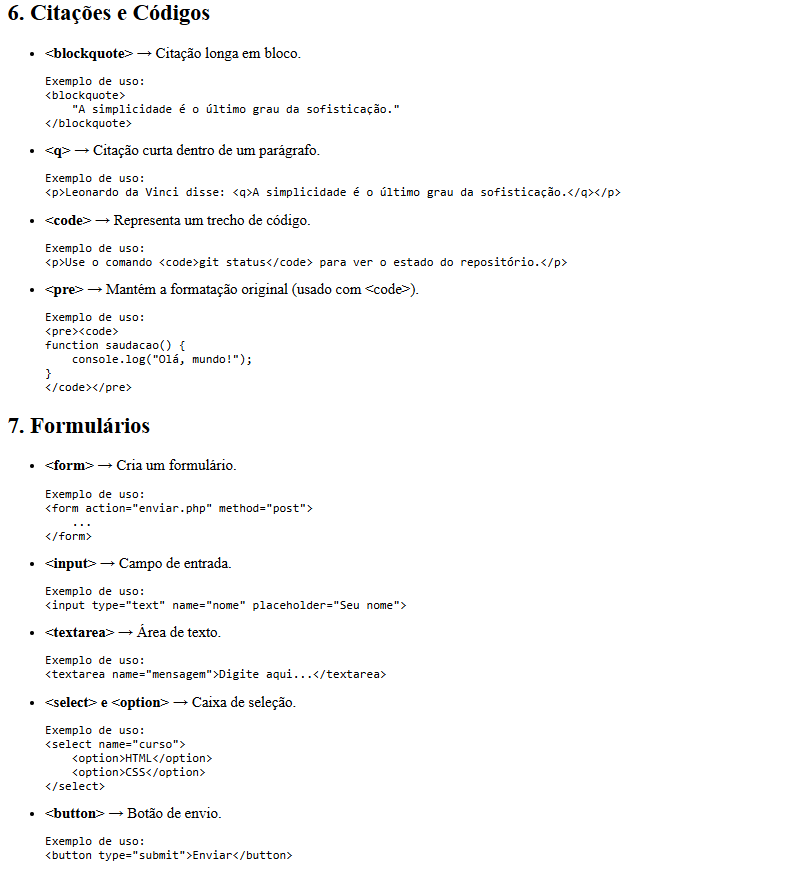 6. Citações e Códigos
• <blockquote> → Citação longa em bloco.
Exemplo de uso:
<blockquote>
    "A simplicidade é o último grau da sofisticação."
</blockquote>
• <q> → Citação curta dentro de um parágrafo.
Exemplo de uso:
<p>Leonardo da Vinci disse: <q>A simplicidade é o último grau da sofisticação.</q></p>
• <code> → Representa um trecho de código.
Exemplo de uso:
<p>Use o comando <code>git status</code> para ver o estado do repositório.</p>
• <pre> → Mantém a formatação original (usado com <code>).
Exemplo de uso:
<pre><code>
function saudacao() {
    console.log("Olá, mundo!");
}
</code></pre>
7. Formulários
• <form> → Cria um formulário.
Exemplo de uso:
<form action="enviar.php" method="post">
    ...
</form>
• <input> → Campo de entrada.
Exemplo de uso:
<input type="text" name="nome" placeholder="Seu nome">
• <textarea> → Área de texto.
Exemplo de uso:
<textarea name="mensagem">Digite aqui...</textarea>
• <select> e <option> → Caixa de seleção.
Exemplo de uso:
<select name="curso">
    <option>HTML</option>
    <option>CSS</option>
</select>
• <button> → Botão de envio.
Exemplo de uso:
<button type="submit">Enviar</button>